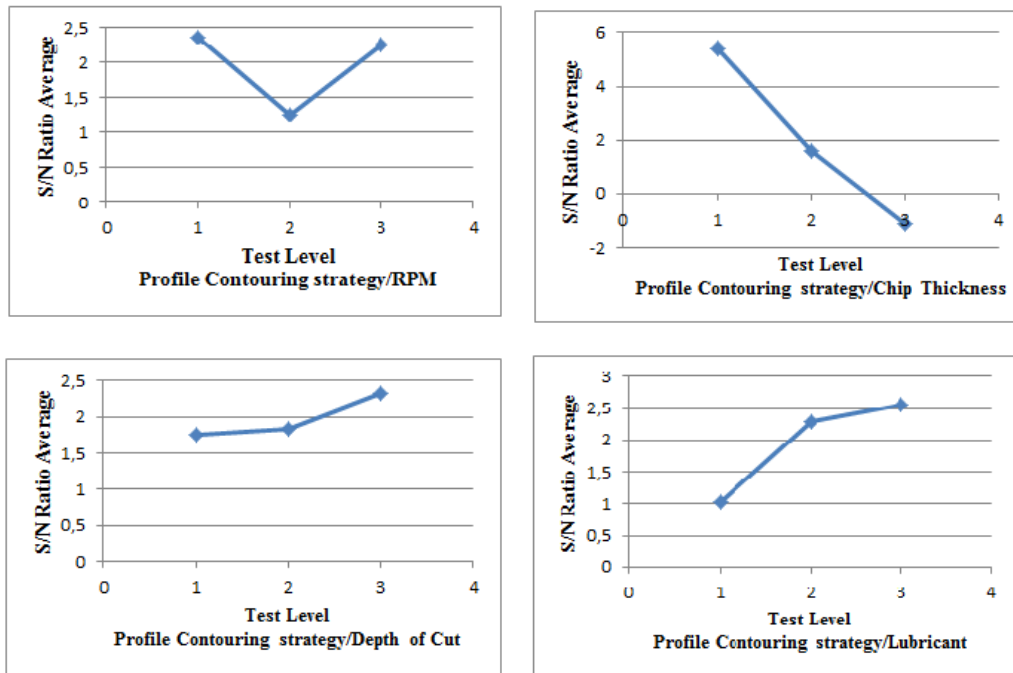 2,5
2
1,5
1
0,5
0
0 1 2 3 4
S/N Ratio Average
Test Level
Profile Contouring strategy/RPM
6
4
2
0
-2
0 1 2 3 4
S/N Ratio Average
Test Level
Profile Contouring strategy/Chip Thickness
2,5
2
1,5
1
0,5
0
0 1 2 3 4
S/N Ratio Average
Test Level
Profile Contouring strategy/Depth of Cut
3
2,5
2
1,5
1
0,5
0
0 1 2 3 4
S/N Ratio Average
Test Level
Profile Contouring strategy/Lubricant